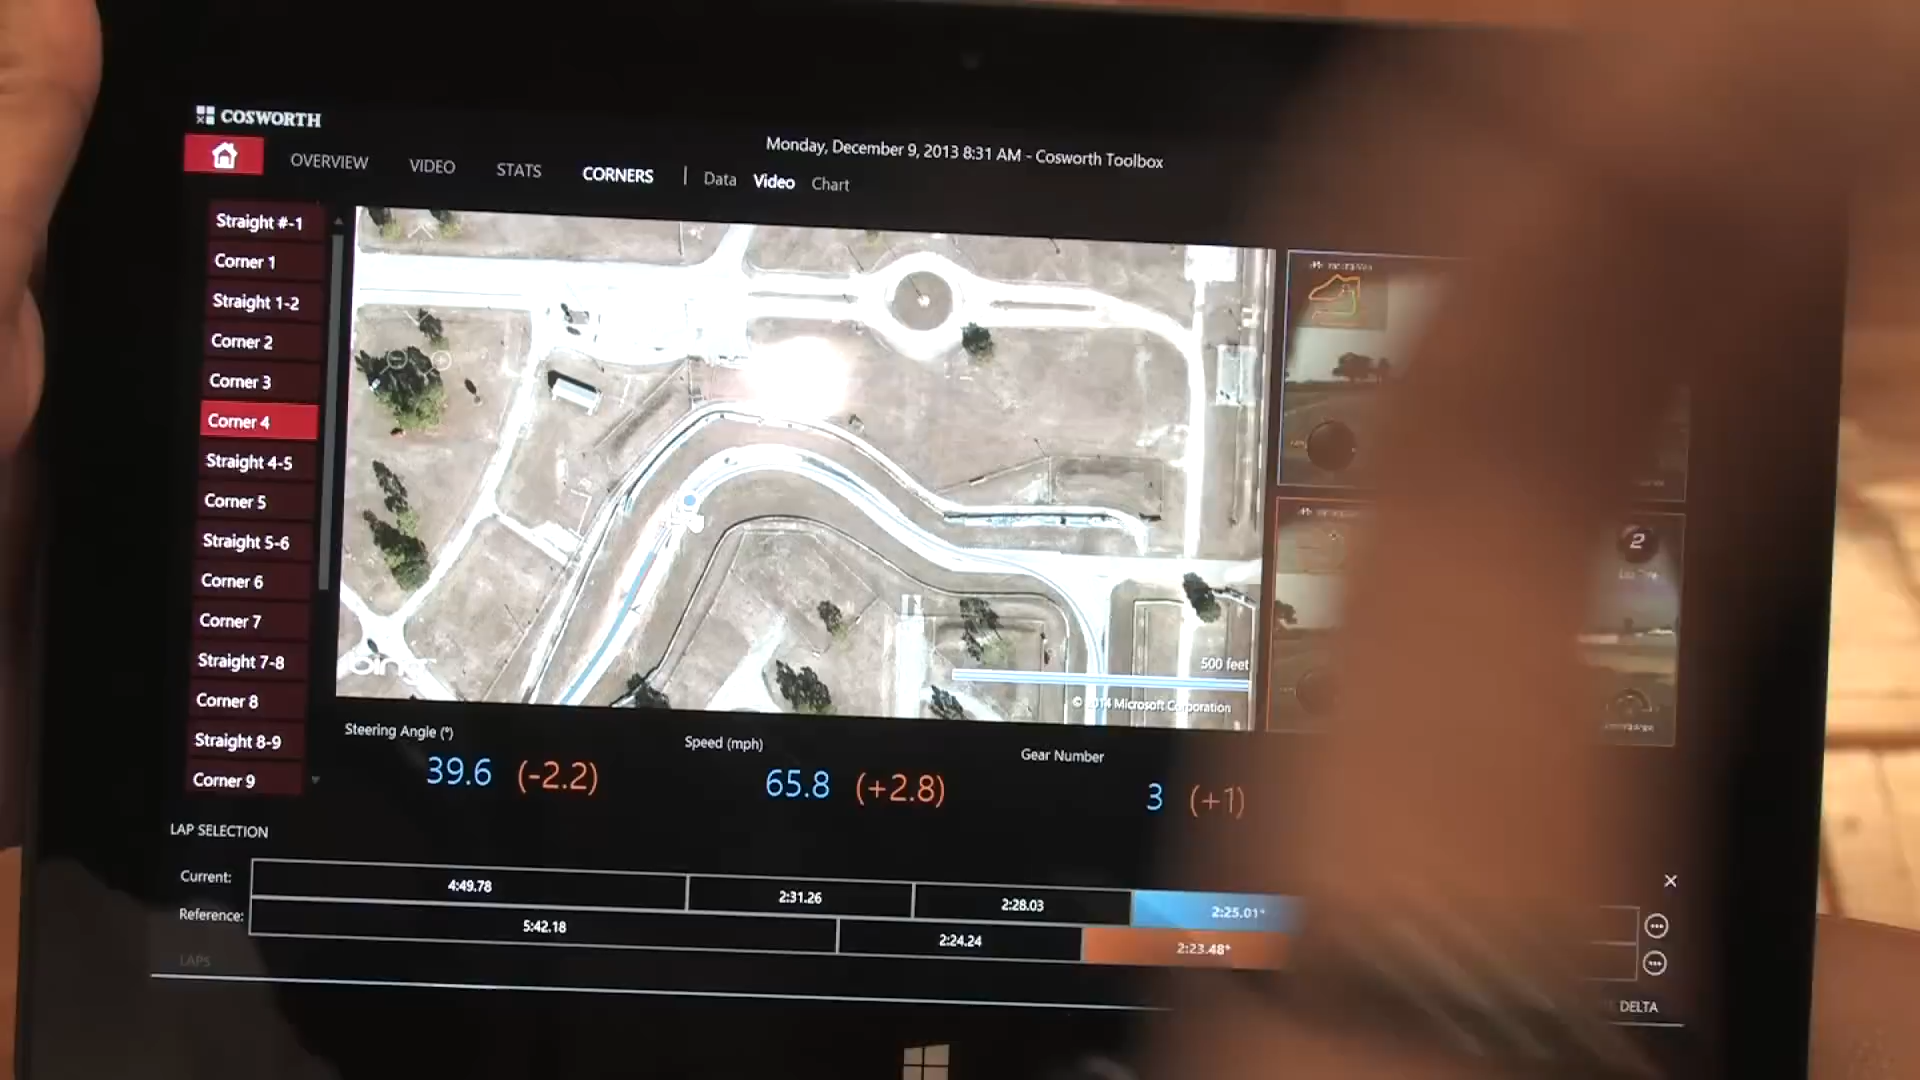 COSWORTH
Monday, December 9, 2013 8:31 AM - Cosworth Toolbox
OVERVIEW VIDEO STATS CORNERS | Data Video Chart
Straight #-1
Corner 1
Straight 1-2
Corner 2
Corner 3
Corner 4
Straight 4-5
Corner 5
Straight 5-6
Corner 6
Corner 7
Straight 7-8
Corner 8
Straight 8-9
Corner 9
bing
500 feet
© 2014 Microsoft Corporation
2
Steering Angle (°)
39.6 (-2.2)
Speed (mph)
65.8 (+2.8)
Gear Number
3 (+1)
LAP SELECTION
Current: 4:49.78 2:31.26 2:28.03 2:25.01*
Reference: 5:42.18 2:24.24 2:23.48*
LAPS
DELTA